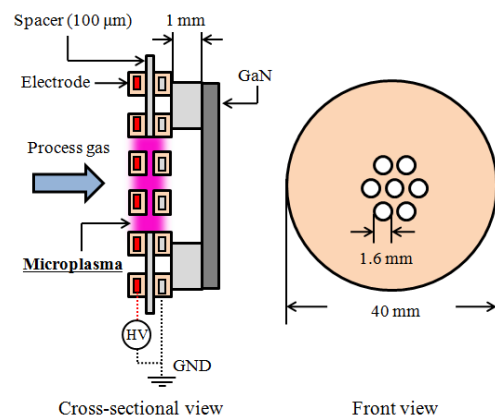 Spacer (100 μm)
1 mm
Electrode
GaN
Process gas
Microplasma
1.6 mm
HV
40 mm
GND
Cross-sectional view
Front view